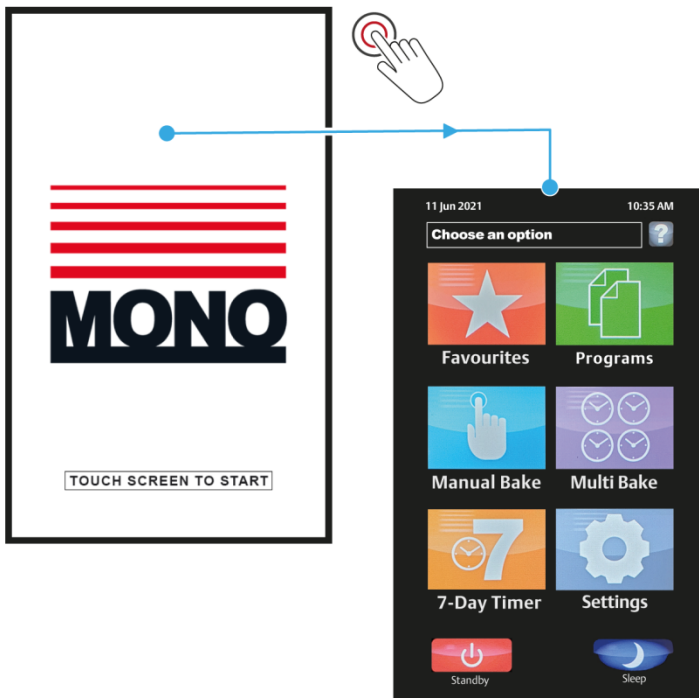 MONO
TOUCH SCREEN TO START
11 Jun 2021 10:35 AM
Choose an option ?
Favourites Programs
Manual Bake Multi Bake
7
7-Day Timer Settings
Standby Sleep